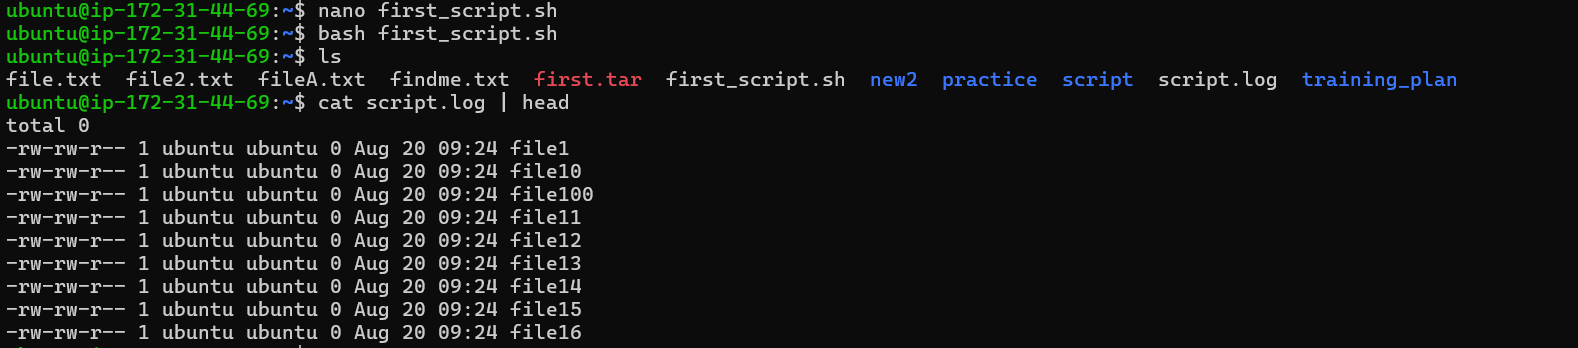 ubuntu@ip-172-31-44-69:~$ nano first_script.sh
ubuntu@ip-172-31-44-69:~$ bash first_script.sh
ubuntu@ip-172-31-44-69:~$ ls
file.txt  file2.txt  fileA.txt  findme.txt  first.tar  first_script.sh  new2  practice  script  script.log  training_plan
ubuntu@ip-172-31-44-69:~$ cat script.log | head
total 0
-rw-rw-r-- 1 ubuntu ubuntu 0 Aug 20 09:24 file1
-rw-rw-r-- 1 ubuntu ubuntu 0 Aug 20 09:24 file10
-rw-rw-r-- 1 ubuntu ubuntu 0 Aug 20 09:24 file100
-rw-rw-r-- 1 ubuntu ubuntu 0 Aug 20 09:24 file11
-rw-rw-r-- 1 ubuntu ubuntu 0 Aug 20 09:24 file12
-rw-rw-r-- 1 ubuntu ubuntu 0 Aug 20 09:24 file13
-rw-rw-r-- 1 ubuntu ubuntu 0 Aug 20 09:24 file14
-rw-rw-r-- 1 ubuntu ubuntu 0 Aug 20 09:24 file15
-rw-rw-r-- 1 ubuntu ubuntu 0 Aug 20 09:24 file16